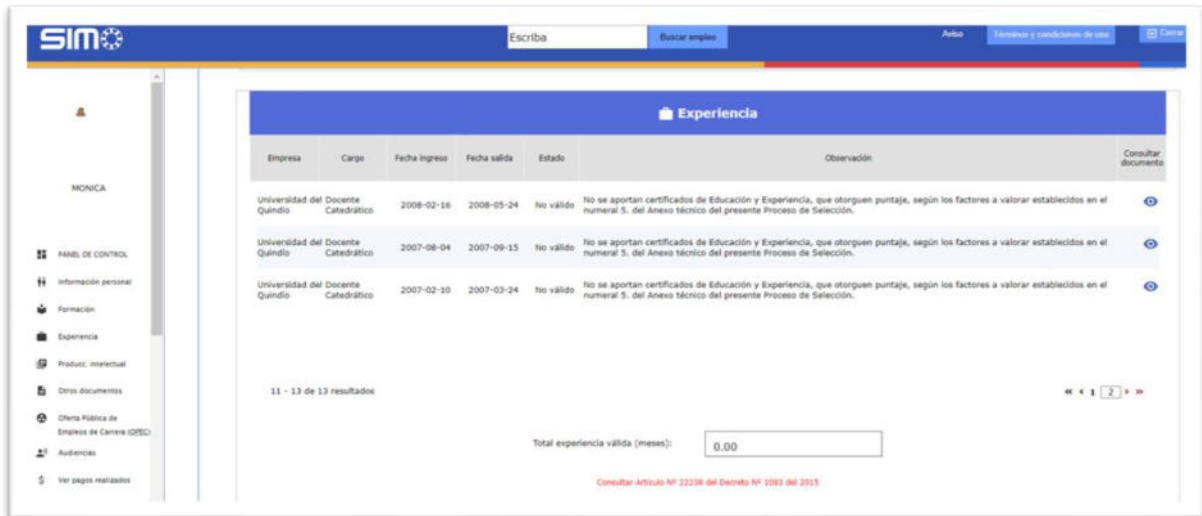 SIMO
Escriba
Buscar empleo
Aviso
Términos y condiciones de uso
Cerrar
MONICA
PANEL DE CONTROL
Información personal
Formación
Experiencia
Producc. intelectual
Otros documentos
Oferta Pública de
Empleos de Carrera (OPEC)
Audiencias
Ver pagos realizados
Experiencia
Empresa Cargo Fecha ingreso Fecha salida Estado Observación Consultar
documento
Universidad del Docente No se aportan certificados de Educación y Experiencia, que otorguen puntaje, según los factores a valorar establecidos en el
Quindío Catedrático 2008-02-16 2008-05-24 No válido numeral 5. del Anexo técnico del presente Proceso de Selección.
Universidad del Docente No se aportan certificados de Educación y Experiencia, que otorguen puntaje, según los factores a valorar establecidos en el
Quindío Catedrático 2007-08-04 2007-09-15 No válido numeral 5. del Anexo técnico del presente Proceso de Selección.
Universidad del Docente No se aportan certificados de Educación y Experiencia, que otorguen puntaje, según los factores a valorar establecidos en el
Quindío Catedrático 2007-02-10 2007-03-24 No válido numeral 5. del Anexo técnico del presente Proceso de Selección.
11 - 13 de 13 resultados
« ‹ 1 2 › »
Total experiencia válida (meses): 0.00
Consultar Artículo Nº 22238 del Decreto Nº 1083 del 2015